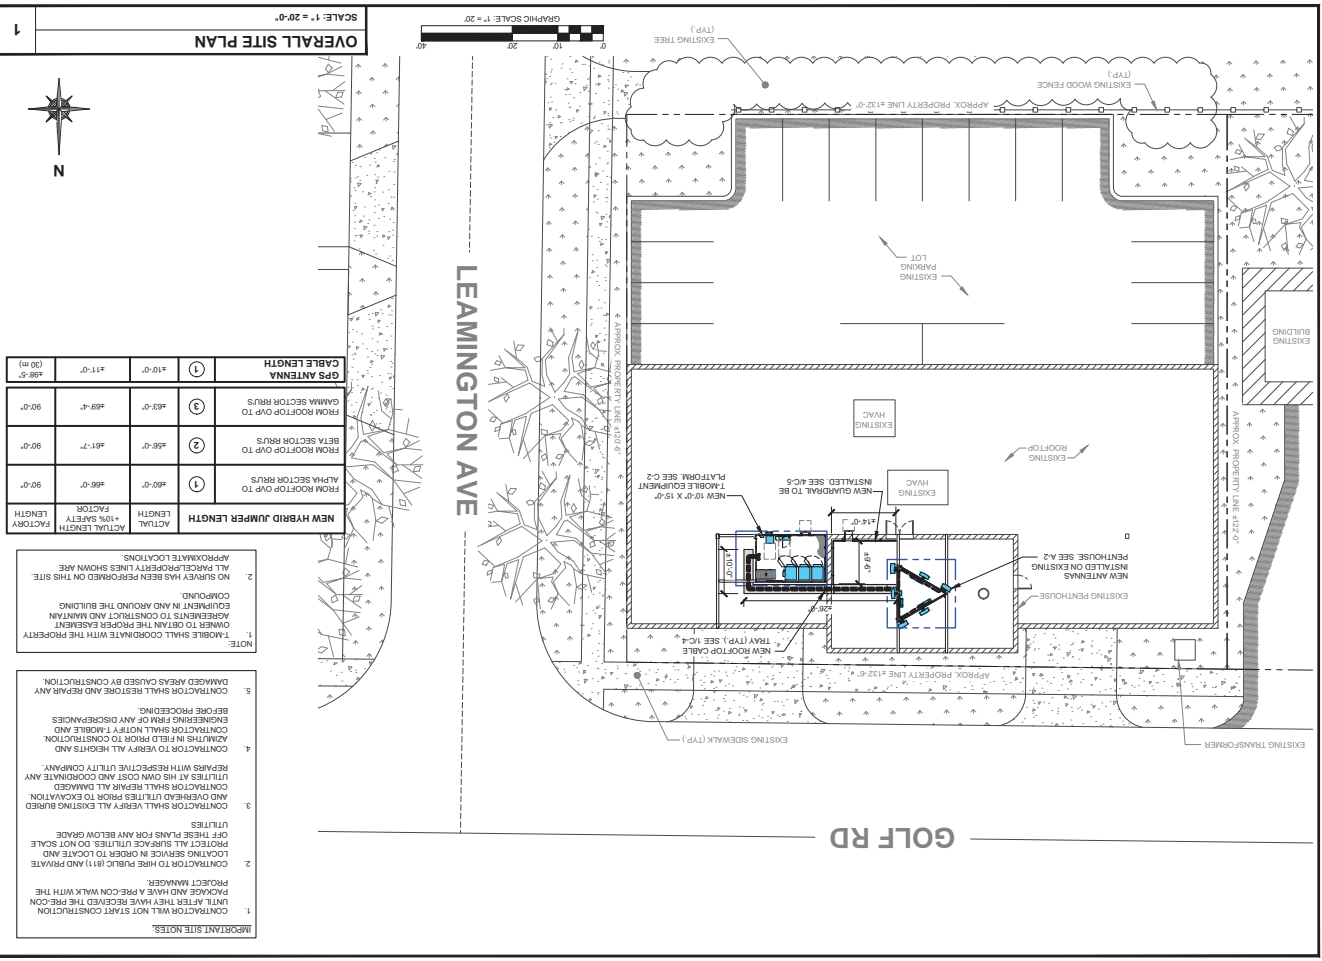 IMPORTANT SITE NOTES:
1. CONTRACTOR WILL NOT START CONSTRUCTION
UNTIL AFTER THEY HAVE RECEIVED THE PRE-CON
PACKAGE AND HAVE A PRE-CON WALK WITH THE
PROJECT MANAGER.
2. CONTRACTOR TO HIRE PUBLIC (811) AND PRIVATE
LOCATING SERVICE IN ORDER TO LOCATE AND
PROTECT ALL SURFACE UTILITIES. DO NOT SCALE
OFF THESE PLANS FOR ANY BELOW GRADE
UTILITIES
3. CONTRACTOR SHALL VERIFY ALL EXISTING BURIED
AND OVERHEAD UTILITIES PRIOR TO EXCAVATION.
CONTRACTOR SHALL REPAIR ALL DAMAGED
UTILITIES AT HIS OWN COST AND COORDINATE ANY
REPAIRS WITH RESPECTIVE UTILITY COMPANY.
4. CONTRACTOR TO VERIFY ALL HEIGHTS AND
AZIMUTHS IN FIELD PRIOR TO CONSTRUCTION.
CONTRACTOR SHALL NOTIFY T-MOBILE AND
ENGINEERING FIRM OF ANY DISCREPANCIES
BEFORE PROCEEDING.
5. CONTRACTOR SHALL RESTORE AND REPAIR ANY
DAMAGED AREAS CAUSED BY CONSTRUCTION.
NOTE:
1. T-MOBILE SHALL COORDINATE WITH THE PROPERTY
OWNER TO OBTAIN THE PROPER EASEMENT
AGREEMENTS TO CONSTRUCT AND MAINTAIN
EQUIPMENT IN AND AROUND THE BUILDING
COMPOUND.
2. NO SURVEY HAS BEEN PERFORMED ON THIS SITE.
ALL PARCEL/PROPERTY LINES SHOWN ARE
APPROXIMATE LOCATIONS.
NEW HYBRID JUMPER LENGTH
ACTUAL
LENGTH
ACTUAL LENGTH
+10% SAFETY
FACTOR
FACTORY
LENGTH
FROM ROOFTOP OVP TO
ALPHA SECTOR RRU'S
1
±60'-0"
±66'-0"
90'-0"
FROM ROOFTOP OVP TO
BETA SECTOR RRU'S
2
±56'-0"
±61'-7"
90'-0"
FROM ROOFTOP OVP TO
GAMMA SECTOR RRU'S
3
±63'-0"
±69'-4"
90'-0"
GPS ANTENNA
CABLE LENGTH
1
±10'-0"
±11'-0"
±98'-5"
(30 m)
N
GOLF RD
LEAMINGTON AVE
EXISTING TRANSFORMER
EXISTING SIDEWALK (TYP.)
APPROX. PROPERTY LINE ±132'-6"
NEW ROOFTOP CABLE
TRAY (TYP.), SEE 1/C-4
EXISTING PENTHOUSE
±26'-0"
NEW ANTENNAS
INSTALLED ON EXISTING
PENTHOUSE. SEE A-2
±9'-6"
±10'-0"
±14'-0"
NEW GUARDRAIL TO BE
INSTALLED. SEE 4/C-5
NEW 10'-0" X 15'-0"
T-MOBILE EQUIPMENT
PLATFORM. SEE C-2
EXISTING
HVAC
EXISTING
HVAC
EXISTING
ROOFTOP
APPROX. PROPERTY LINE ±122'-0"
APPROX. PROPERTY LINE ±120'-6"
EXISTING
BUILDING
EXISTING
PARKING
LOT
APPROX. PROPERTY LINE ±132'-0"
EXISTING WOOD FENCE
(TYP.)
EXISTING TREE
(TYP.)
0' 10' 20' 40'
GRAPHIC SCALE: 1" = 20'
OVERALL SITE PLAN
SCALE: 1" = 20'-0"
1